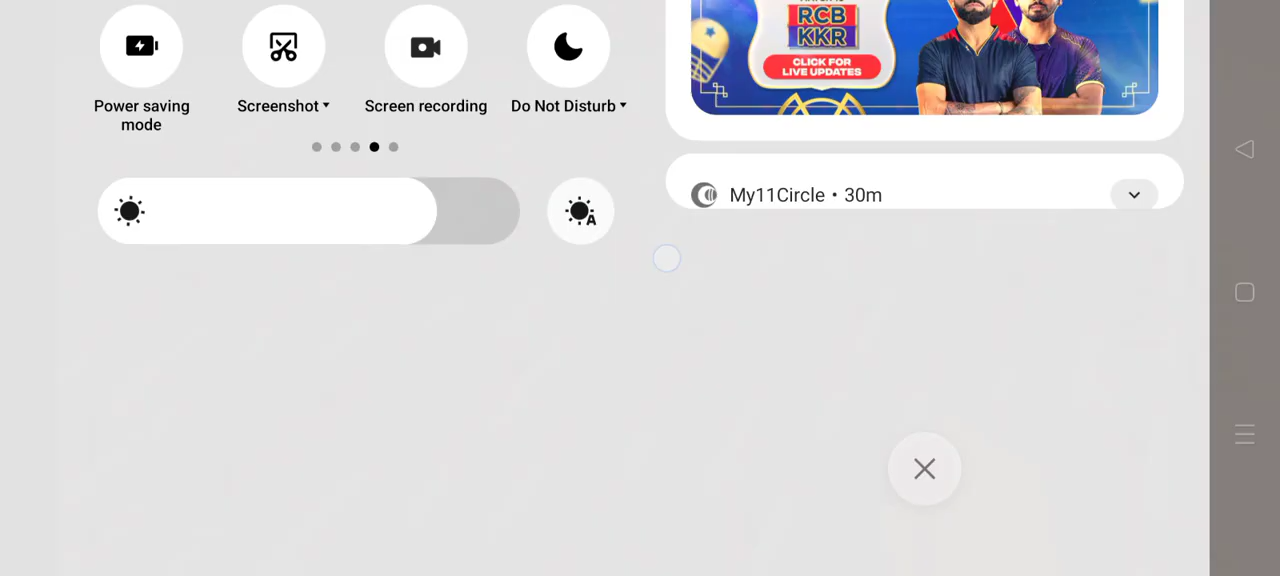 Power saving
mode
Screenshot
Screen recording
Do Not Disturb
A
RCB
KKR
CLICK FOR
LIVE UPDATES
My11Circle • 30m